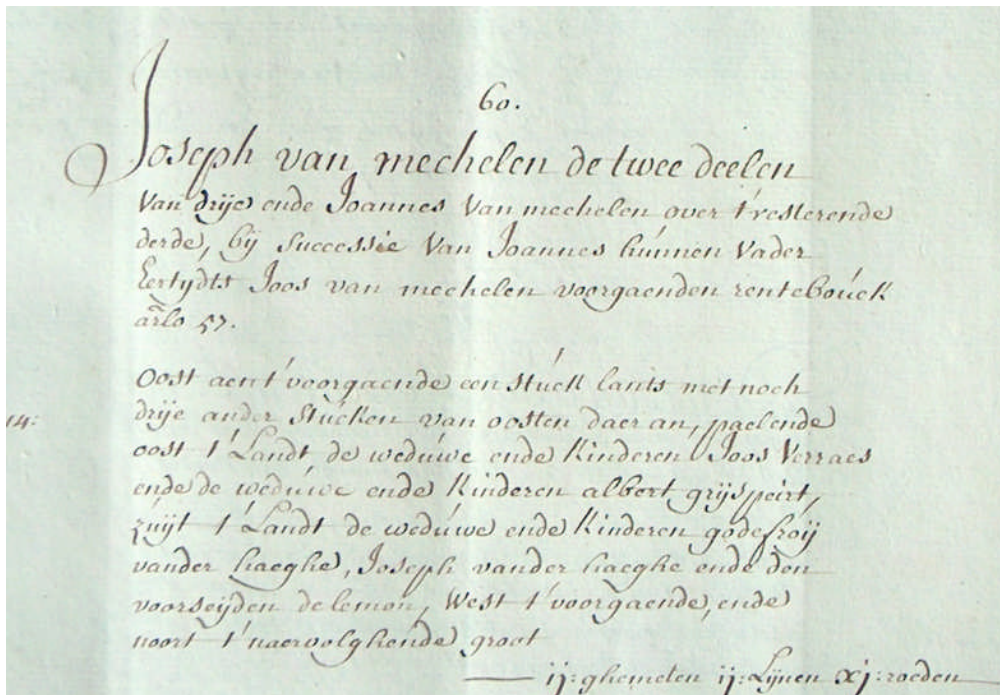 60.
Joseph van mechelen de twee deelen
van drije ende Joannes van mechelen over t'resterende
derde, bij successie van Joannes hunnen vader
Eertydts Joos van mechelen voorgaenden rentebouck
arlo 57.
oost aen t'voorgaende een stuck lants met noch
14:
drije ander stucken van oosten daer an, paelende
oost t'Landt de weduwe ende Kinderen Joos Verraes
ende de weduwe ende Kinderen albert grijspeirt,
zuijt t'Landt de weduwe ende Kinderen godefroij
vander haeghe, Joseph vander haeghe ende den
voorseijden delemon, West t'voorgaende, ende
noort t'naervolghende groot
ij: ghemeten ij: Lijnen xj: roeden